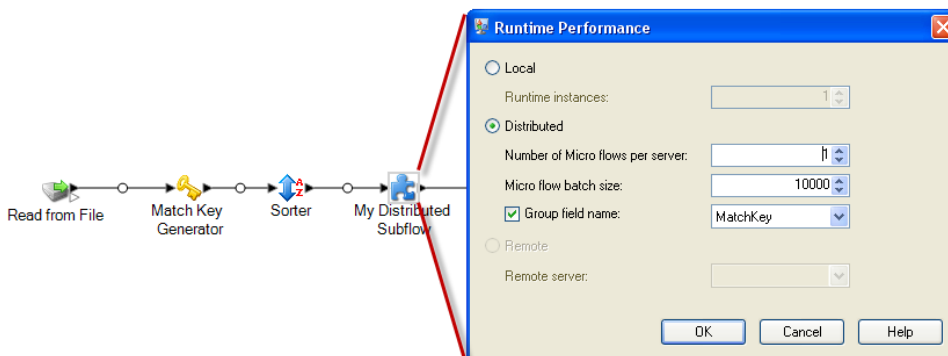 Runtime Performance
Local
Runtime instances: 1
Distributed
Number of Micro flows per server: 1
Micro flow batch size: 10000
Group field name: MatchKey
Remote
Remote server:
OK Cancel Help
Read from File
Match Key
Generator
A
Z
Sorter
My Distributed
Subflow